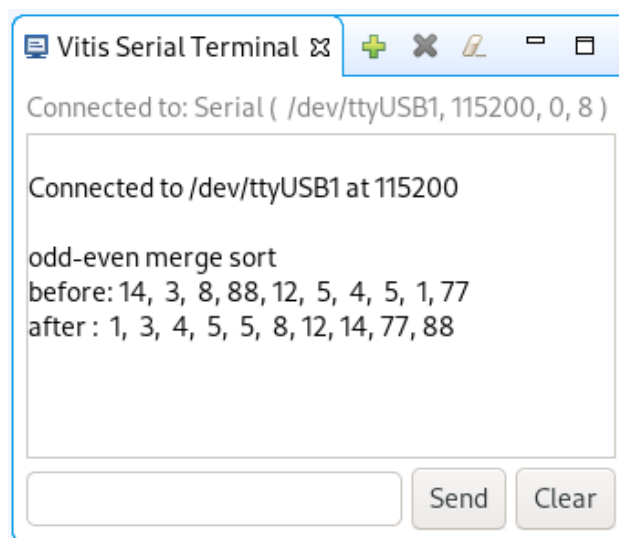 Vitis Serial Terminal
Connected to: Serial ( /dev/ttyUSB1, 115200, 0, 8 )
Connected to /dev/ttyUSB1 at 115200
odd-even merge sort
before: 14, 3, 8, 88, 12, 5, 4, 5, 1, 77
after : 1, 3, 4, 5, 5, 8, 12, 14, 77, 88
Send Clear